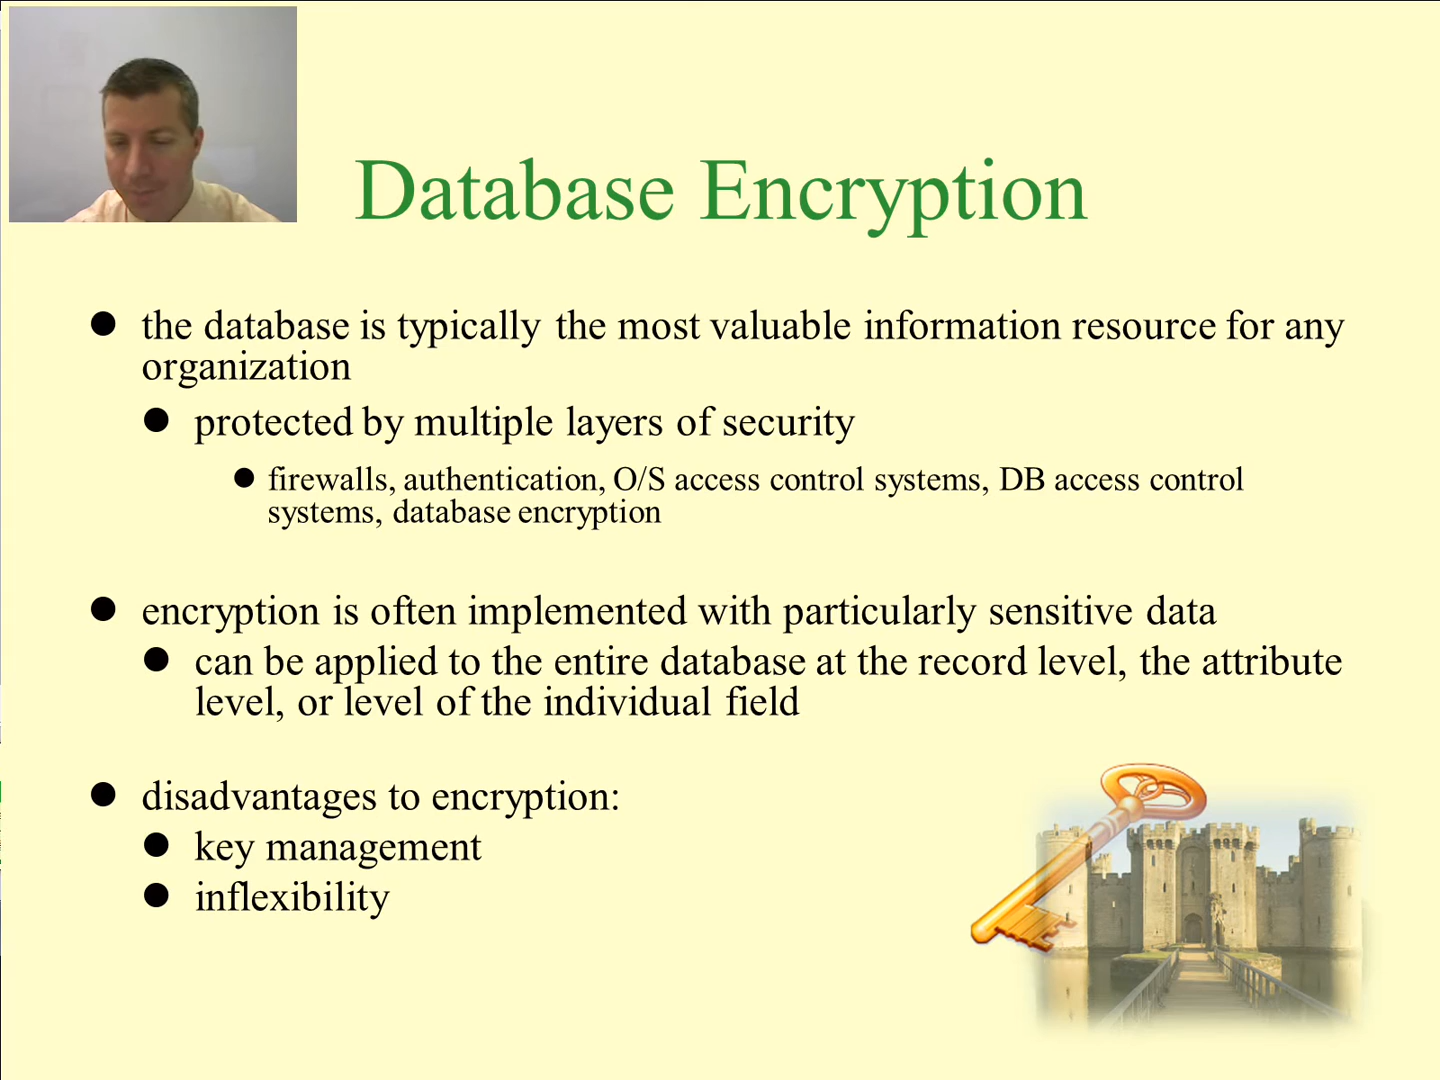 Database Encryption
the database is typically the most valuable information resource for any
organization
protected by multiple layers of security
firewalls, authentication, O/S access control systems, DB access control
systems, database encryption
encryption is often implemented with particularly sensitive data
can be applied to the entire database at the record level, the attribute
level, or level of the individual field
disadvantages to encryption:
key management
inflexibility